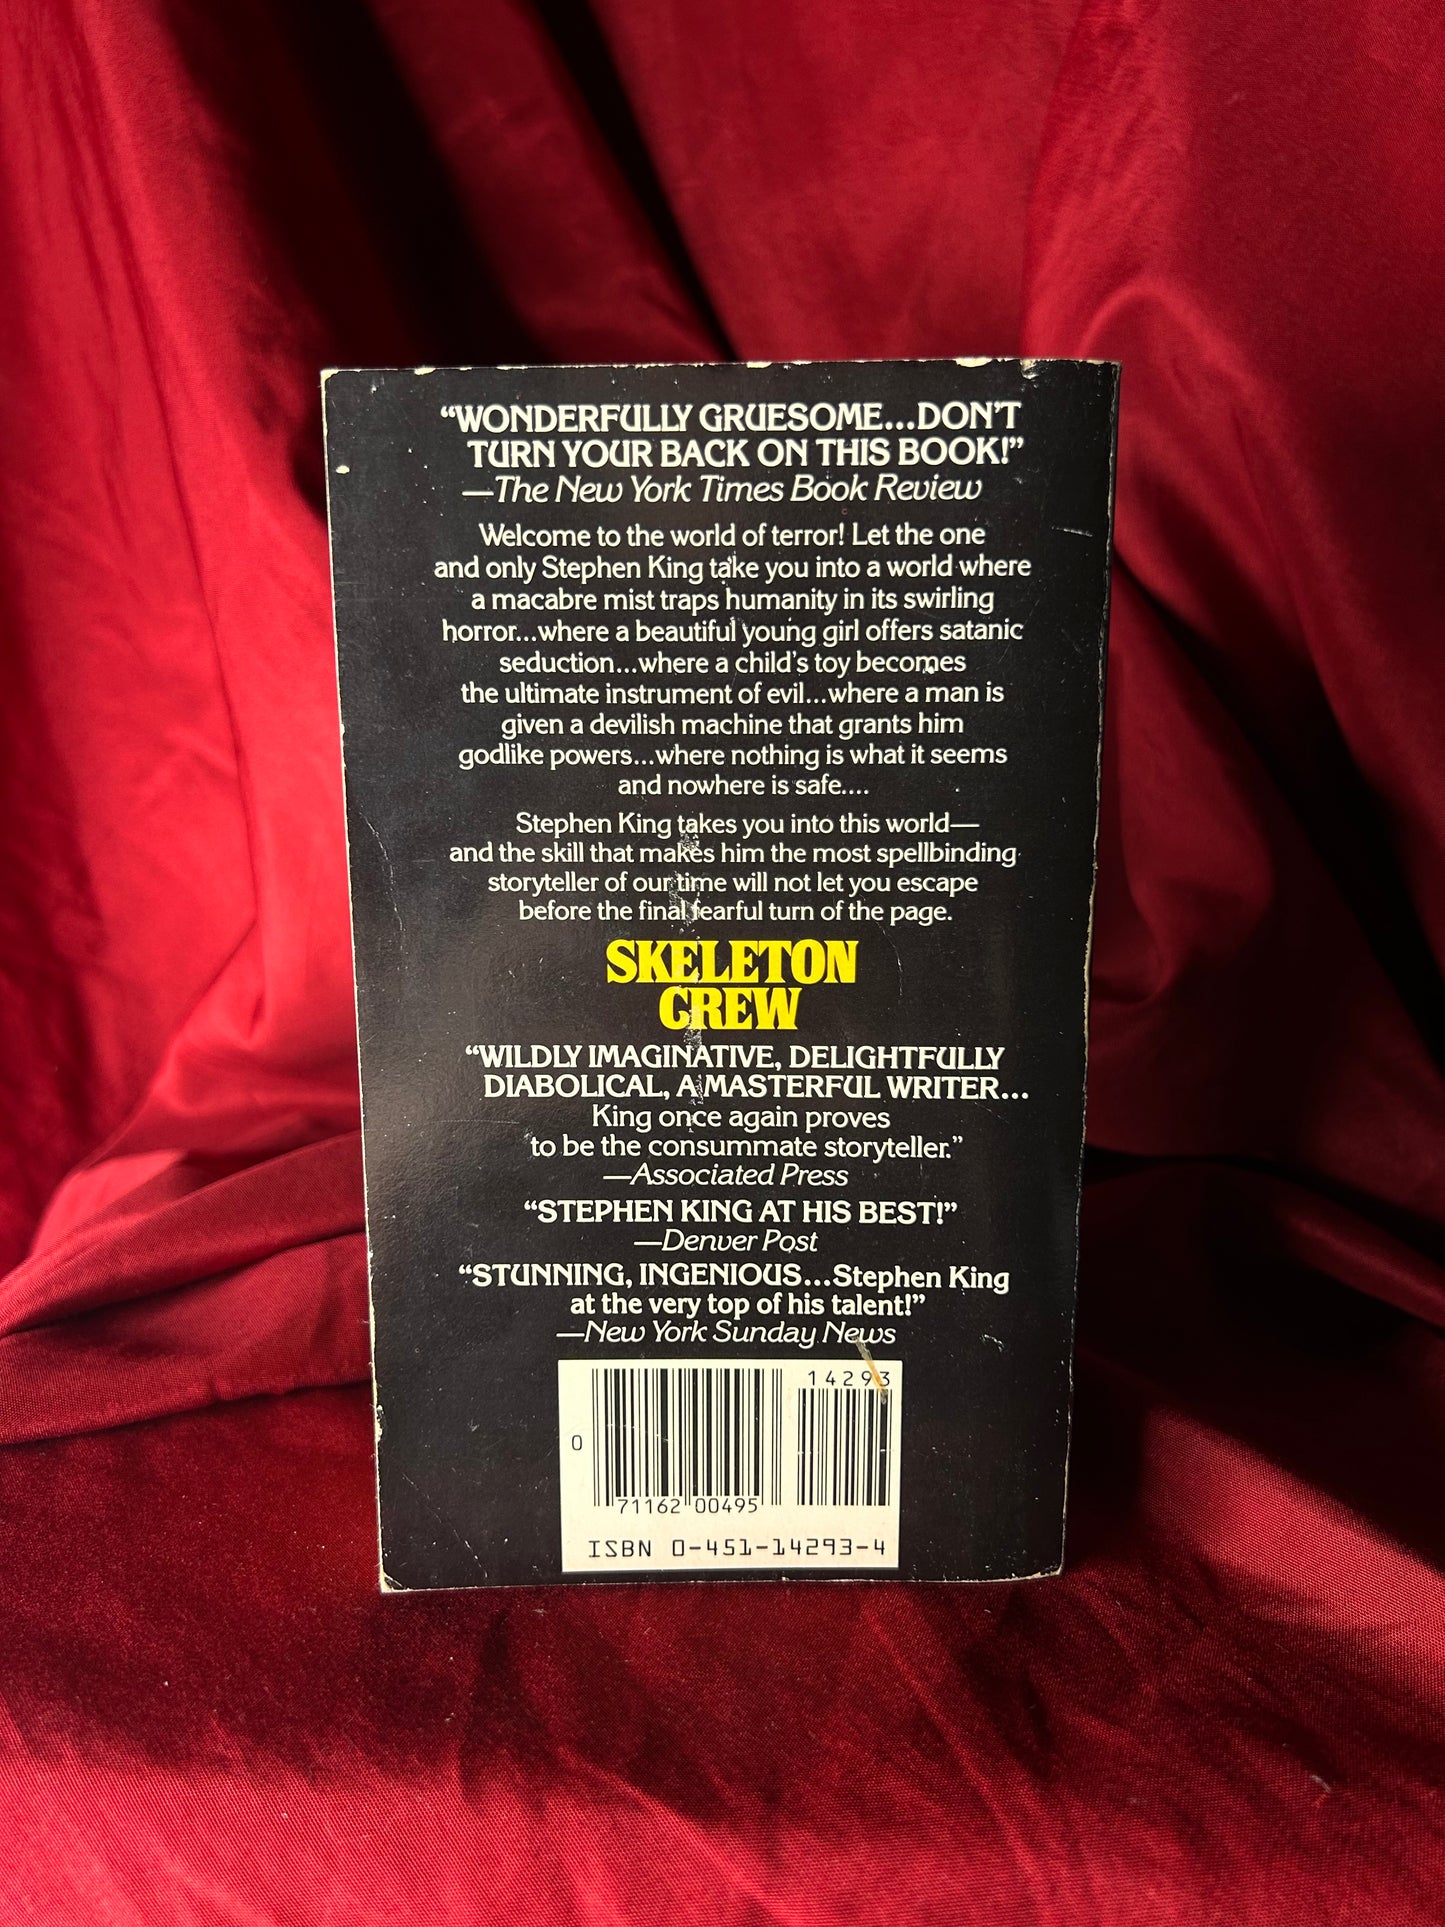 “WONDERFULLY GRUESOME...DON'T
TURN YOUR BACK ON THIS BOOK!”
—The New York Times Book Review
Welcome to the world of terror! Let the one
and only Stephen King take you into a world where
a macabre mist traps humanity in its swirling
horror...where a beautiful young girl offers satanic
seduction...where a child's toy becomes
the ultimate instrument of evil...where a man is
given a devilish machine that grants him
godlike powers...where nothing is what it seems
and nowhere is safe....
Stephen King takes you into this world—
and the skill that makes him the most spellbinding
storyteller of our time will not let you escape
before the final fearful turn of the page.
SKELETON
CREW
“WILDLY IMAGINATIVE, DELIGHTFULLY
DIABOLICAL, A MASTERFUL WRITER...
King once again proves
to be the consummate storyteller.”
—Associated Press
“STEPHEN KING AT HIS BEST!”
—Denver Post
“STUNNING, INGENIOUS...Stephen King
at the very top of his talent!”
—New York Sunday News
14293
0
71162 00495
ISBN 0-451-14293-4